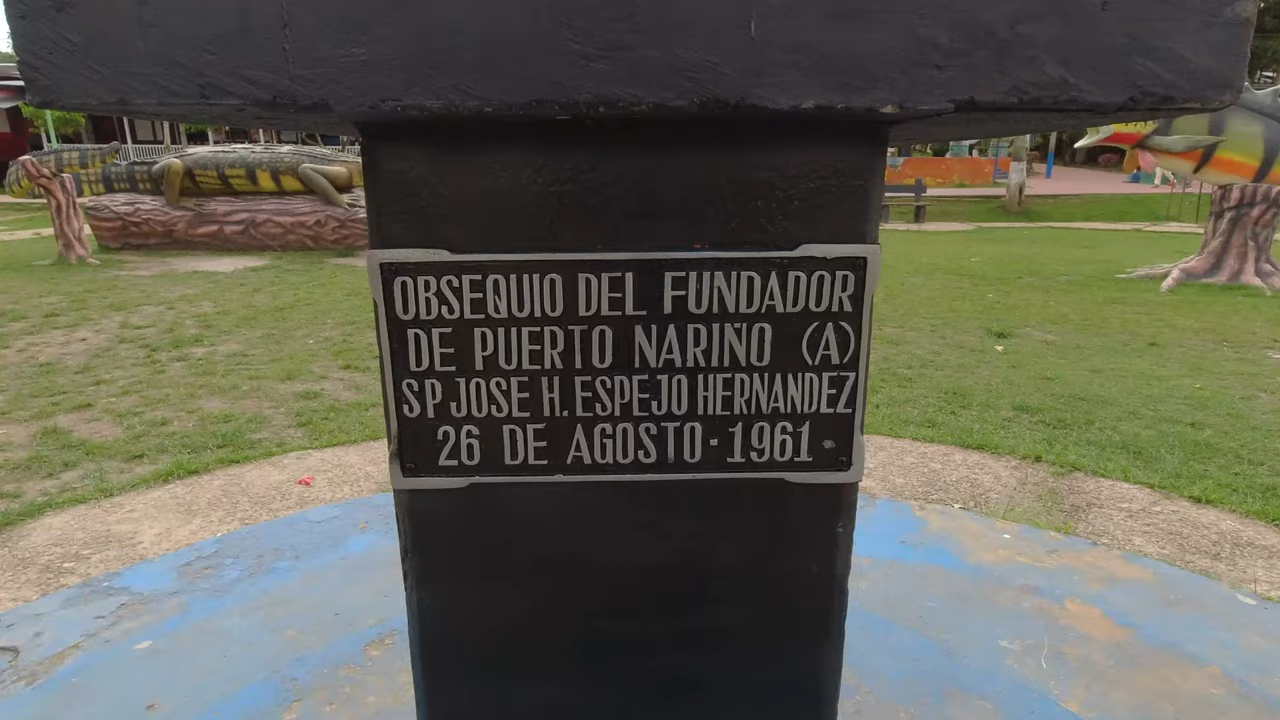 OBSEQUIO DEL FUNDADOR
DE PUERTO NARIÑO (A)
SP JOSE H. ESPEJO HERNANDEZ
26 DE AGOSTO - 1961